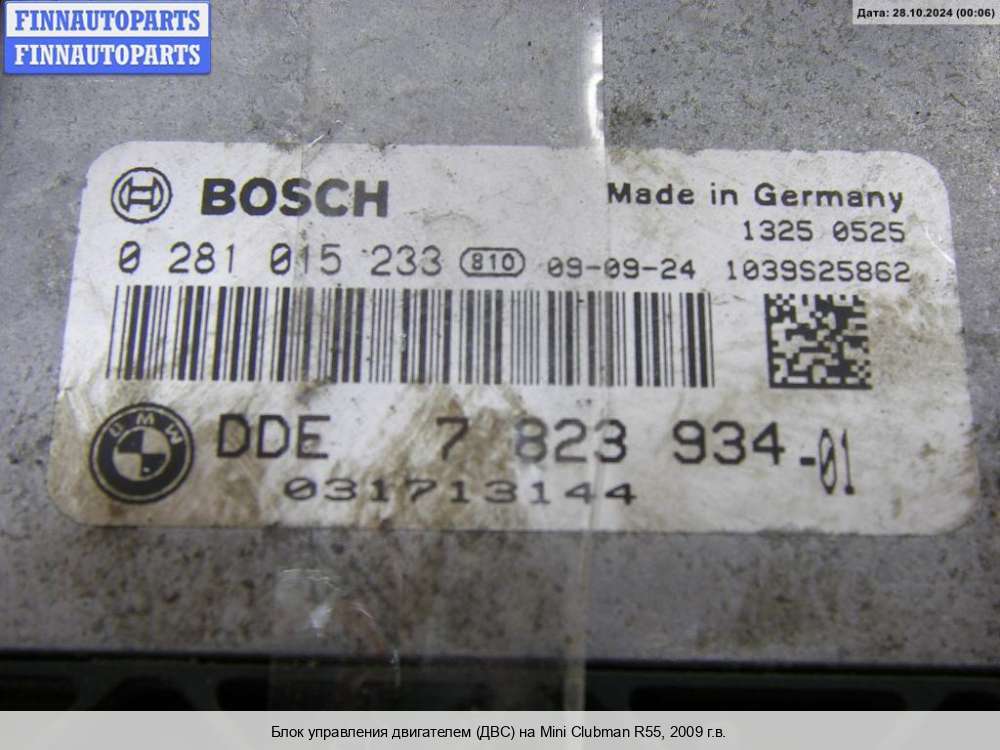 FINNAUTOPARTS
FINNAUTOPARTS
Дата: 28.10.2024 (00:06)
BOSCH
Made in Germany
1325 0525
0 281 015 233 810 09-09-24 1039S25862
BMW
DDE 7 823 934-01
031713144
Блок управления двигателем (ДВС) на Mini Clubman R55, 2009 г.в.